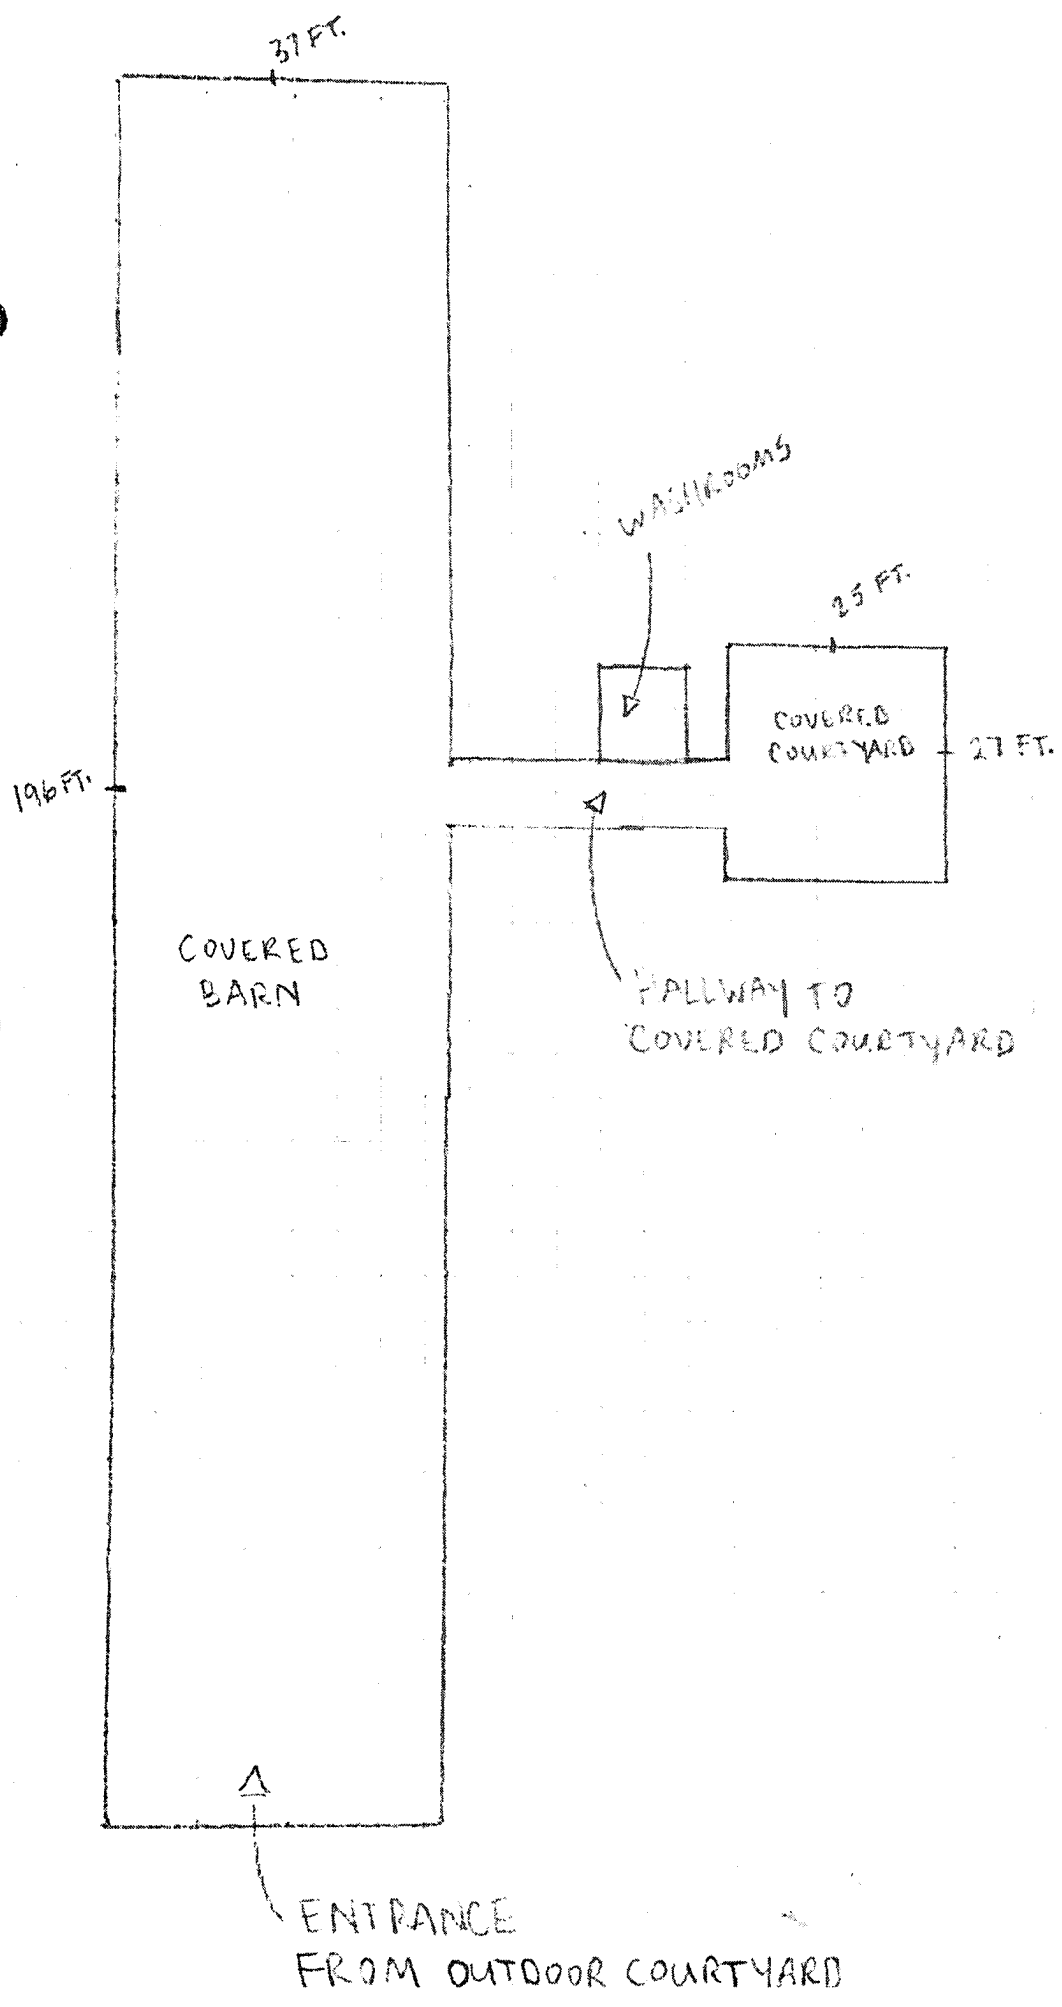 37 FT.
WASHROOMS
25 FT.
COVERED
COURTYARD
27 FT.
196 FT.
COVERED
BARN
HALLWAY TO
COVERED COURTYARD
ENTRANCE
FROM OUTDOOR COURTYARD